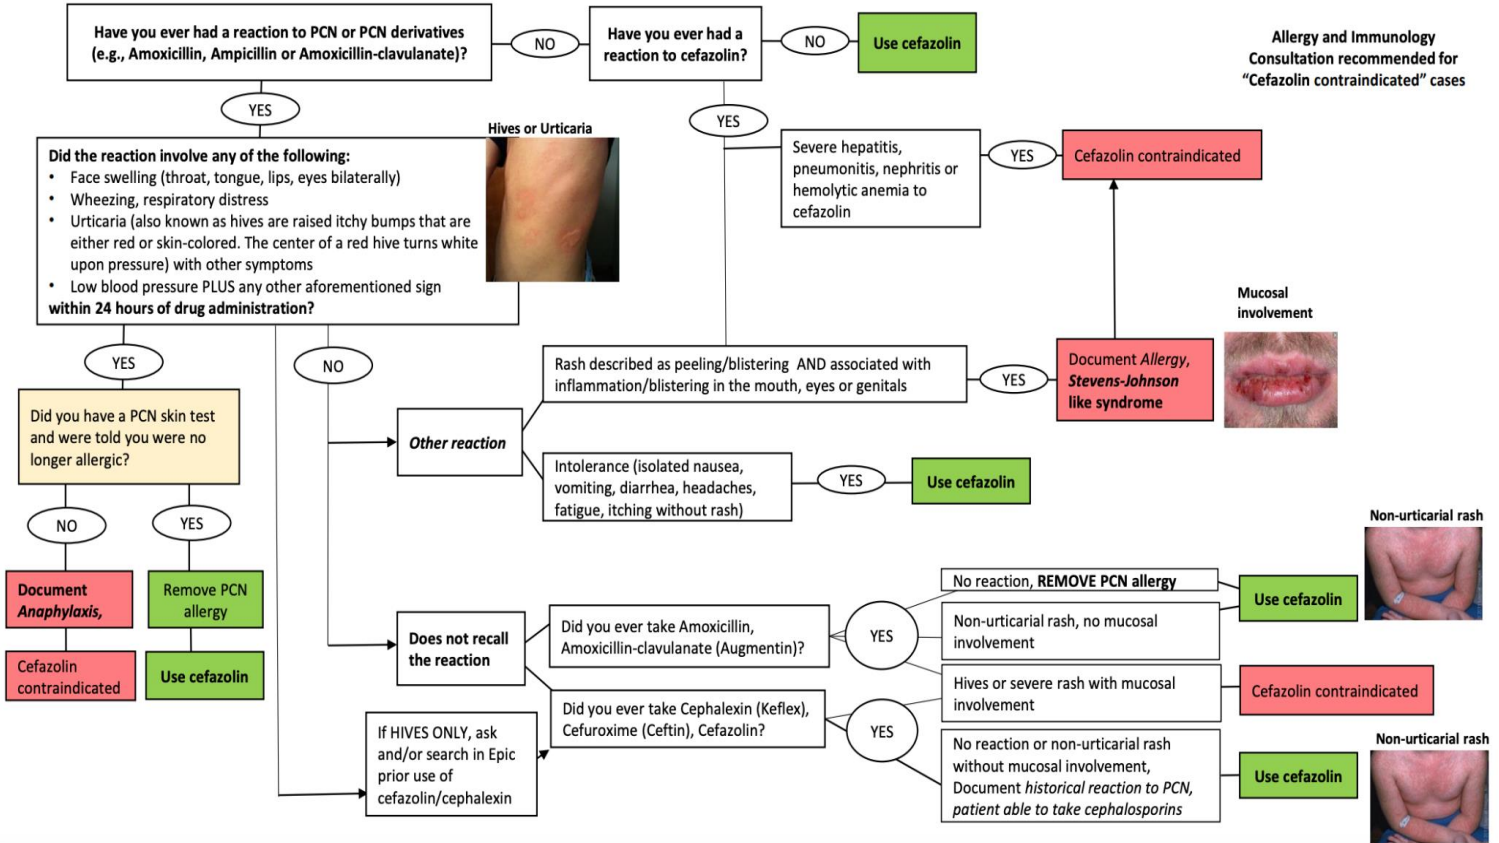 Have you ever had a reaction to PCN or PCN derivatives
(e.g., Amoxicillin, Ampicillin or Amoxicillin-clavulanate)?
NO
Have you ever had a
reaction to cefazolin?
NO
Use cefazolin
Allergy and Immunology
Consultation recommended for
“Cefazolin contraindicated” cases
YES
YES
Hives or Urticaria
Did the reaction involve any of the following:
• Face swelling (throat, tongue, lips, eyes bilaterally)
• Wheezing, respiratory distress
• Urticaria (also known as hives are raised itchy bumps that are
either red or skin-colored. The center of a red hive turns white
upon pressure) with other symptoms
• Low blood pressure PLUS any other aforementioned sign
within 24 hours of drug administration?
Severe hepatitis,
pneumonitis, nephritis or
hemolytic anemia to
cefazolin
YES
Cefazolin contraindicated
Mucosal
involvement
YES
NO
Rash described as peeling/blistering AND associated with
inflammation/blistering in the mouth, eyes or genitals
YES
Document Allergy,
Stevens-Johnson
like syndrome
Did you have a PCN skin test
and were told you were no
longer allergic?
Other reaction
Intolerance (isolated nausea,
vomiting, diarrhea, headaches,
fatigue, itching without rash)
YES
Use cefazolin
NO
YES
Non-urticarial rash
Document
Anaphylaxis,
Remove PCN
allergy
Cefazolin
contraindicated
Use cefazolin
Does not recall
the reaction
Did you ever take Amoxicillin,
Amoxicillin-clavulanate (Augmentin)?
YES
No reaction, REMOVE PCN allergy
Non-urticarial rash, no mucosal
involvement
Use cefazolin
Hives or severe rash with mucosal
involvement
Cefazolin contraindicated
If HIVES ONLY, ask
and/or search in Epic
prior use of
cefazolin/cephalexin
Did you ever take Cephalexin (Keflex),
Cefuroxime (Ceftin), Cefazolin?
YES
No reaction or non-urticarial rash
without mucosal involvement,
Document historical reaction to PCN,
patient able to take cephalosporins
Use cefazolin
Non-urticarial rash